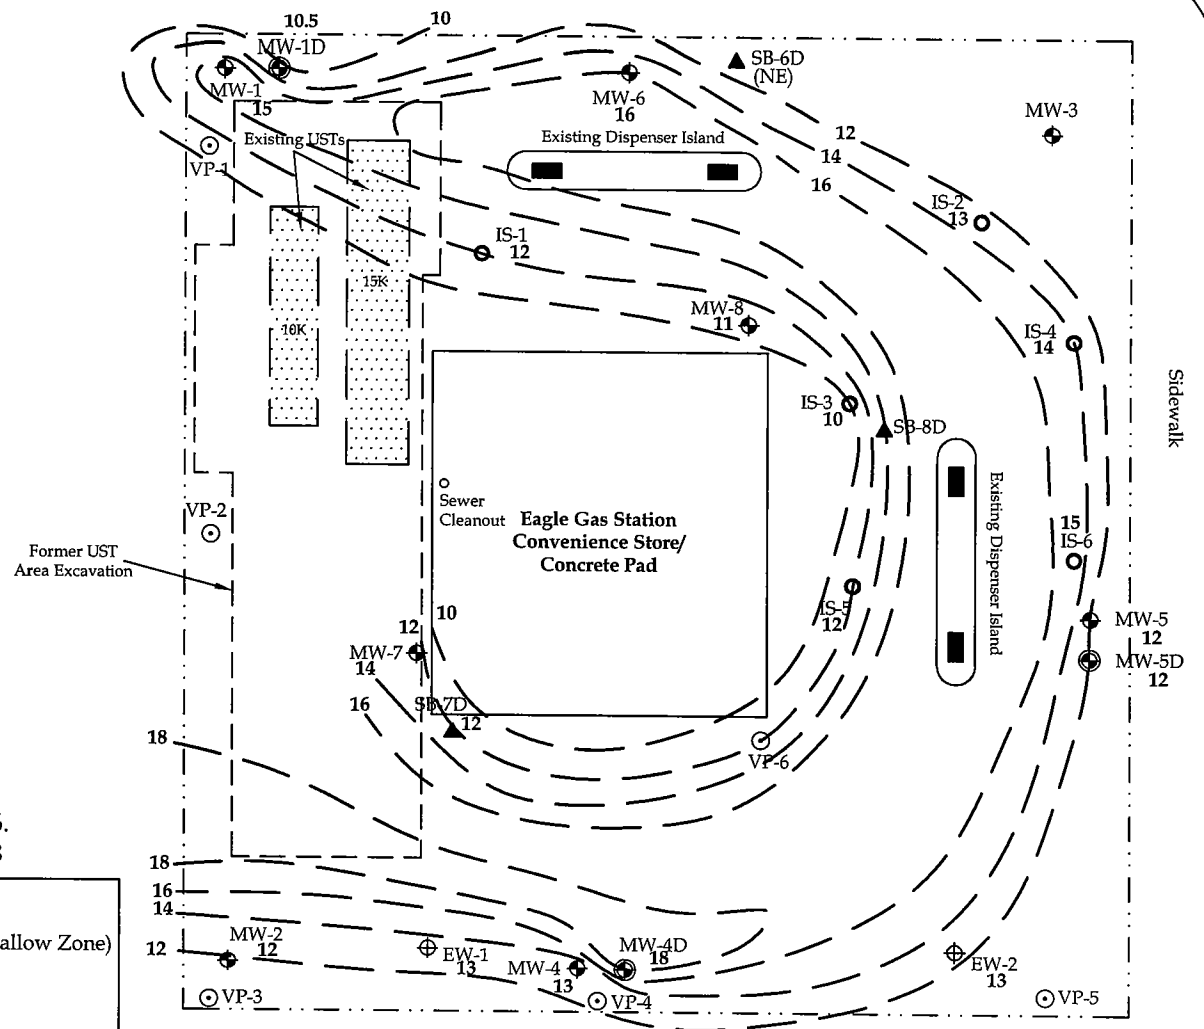 10.5
10
MW-1D
MW-1
15
SB-6D
(NE)
MW-6
16
MW-3
12
14
16
Existing Dispenser Island
Existing USTs
VP-1
IS-2
13
IS-1
12
15K
10K
MW-8
11
IS-4
14
Sidewalk
IS-3
10
SB-8D
Sewer
Cleanout
Eagle Gas Station
Convenience Store/
Concrete Pad
Existing Dispenser Island
VP-2
15
IS-6
Former UST
Area Excavation
IS-5
12
10
12
MW-7
14
16
MW-5
12
MW-5D
12
SB-7D
12
18
VP-6
18
16
14
12
MW-2
12
EW-1
13
MW-4
13
MW-4D
18
EW-2
13
VP-3
VP-4
VP-5
allow Zone)